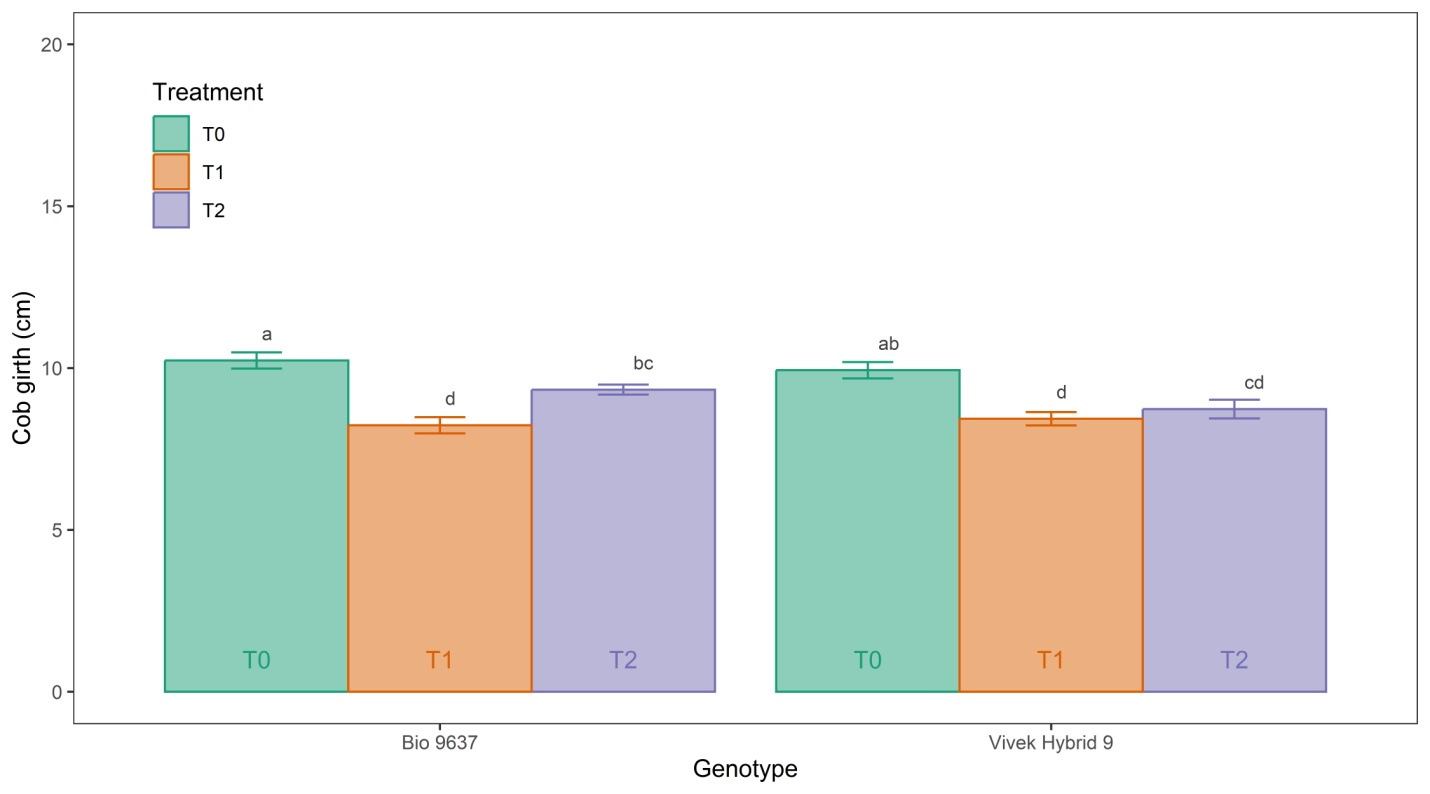 20
15
10
5
0
Cob girth (cm)
Treatment
T0
T1
T2
a
d
bc
ab
d
cd
T0
T1
T2
T0
T1
T2
Bio 9637
Vivek Hybrid 9
Genotype